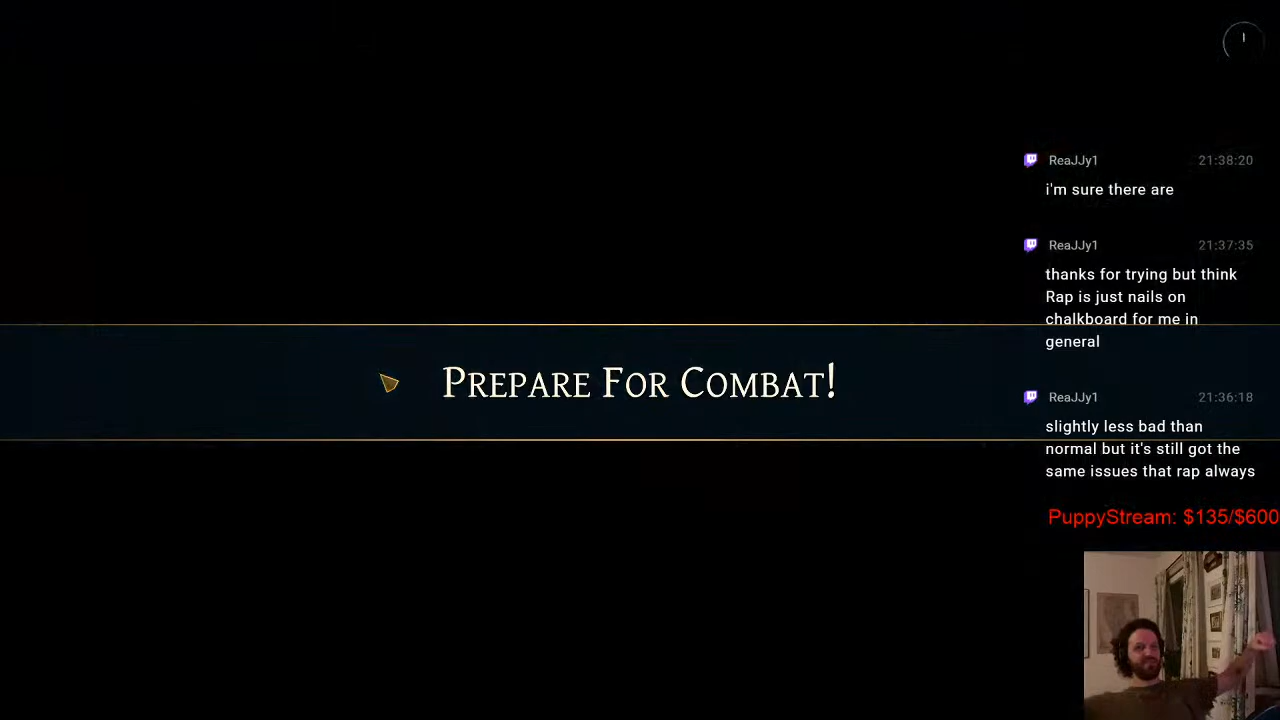 ReaJJy1 21:38:20
i'm sure there are
ReaJJy1 21:37:35
thanks for trying but think
Rap is just nails on
chalkboard for me in
general
Prepare For Combat!
ReaJJy1 21:36:18
slightly less bad than
normal but it's still got the
same issues that rap always
PuppyStream: $135/$600